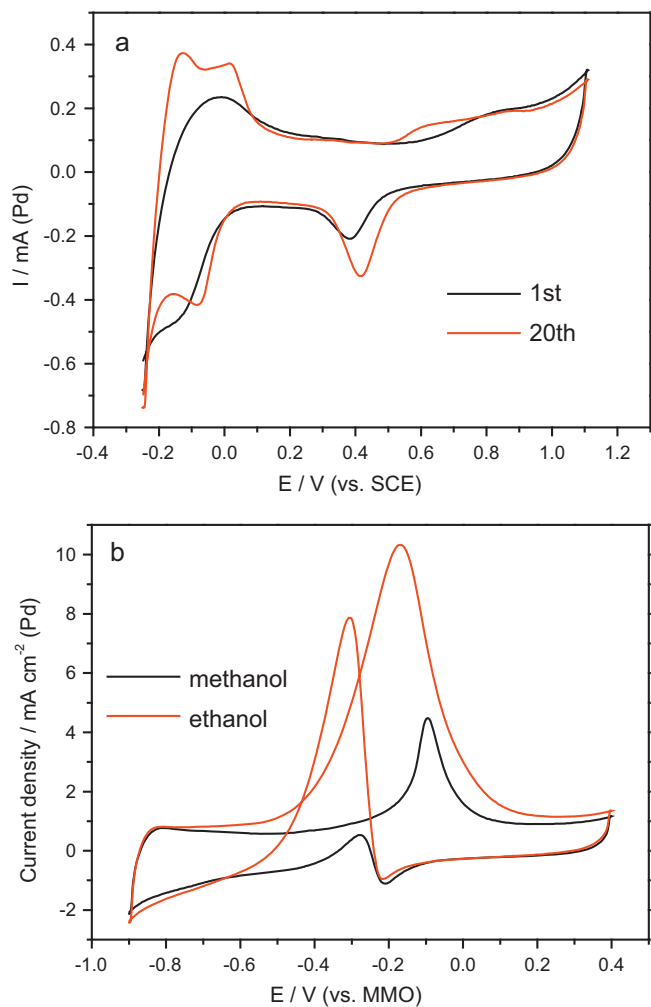 a
0.4
0.2
0.0
-0.2
-0.4
-0.6
-0.8
I / mA (Pd)
1st
20th
-0.4 -0.2 0.0 0.2 0.4 0.6 0.8 1.0 1.2
E / V (vs. SCE)
b
10
8
6
4
2
0
-2
Current density / mA cm⁻² (Pd)
methanol
ethanol
-1.0 -0.8 -0.6 -0.4 -0.2 0.0 0.2 0.4
E / V (vs. MMO)